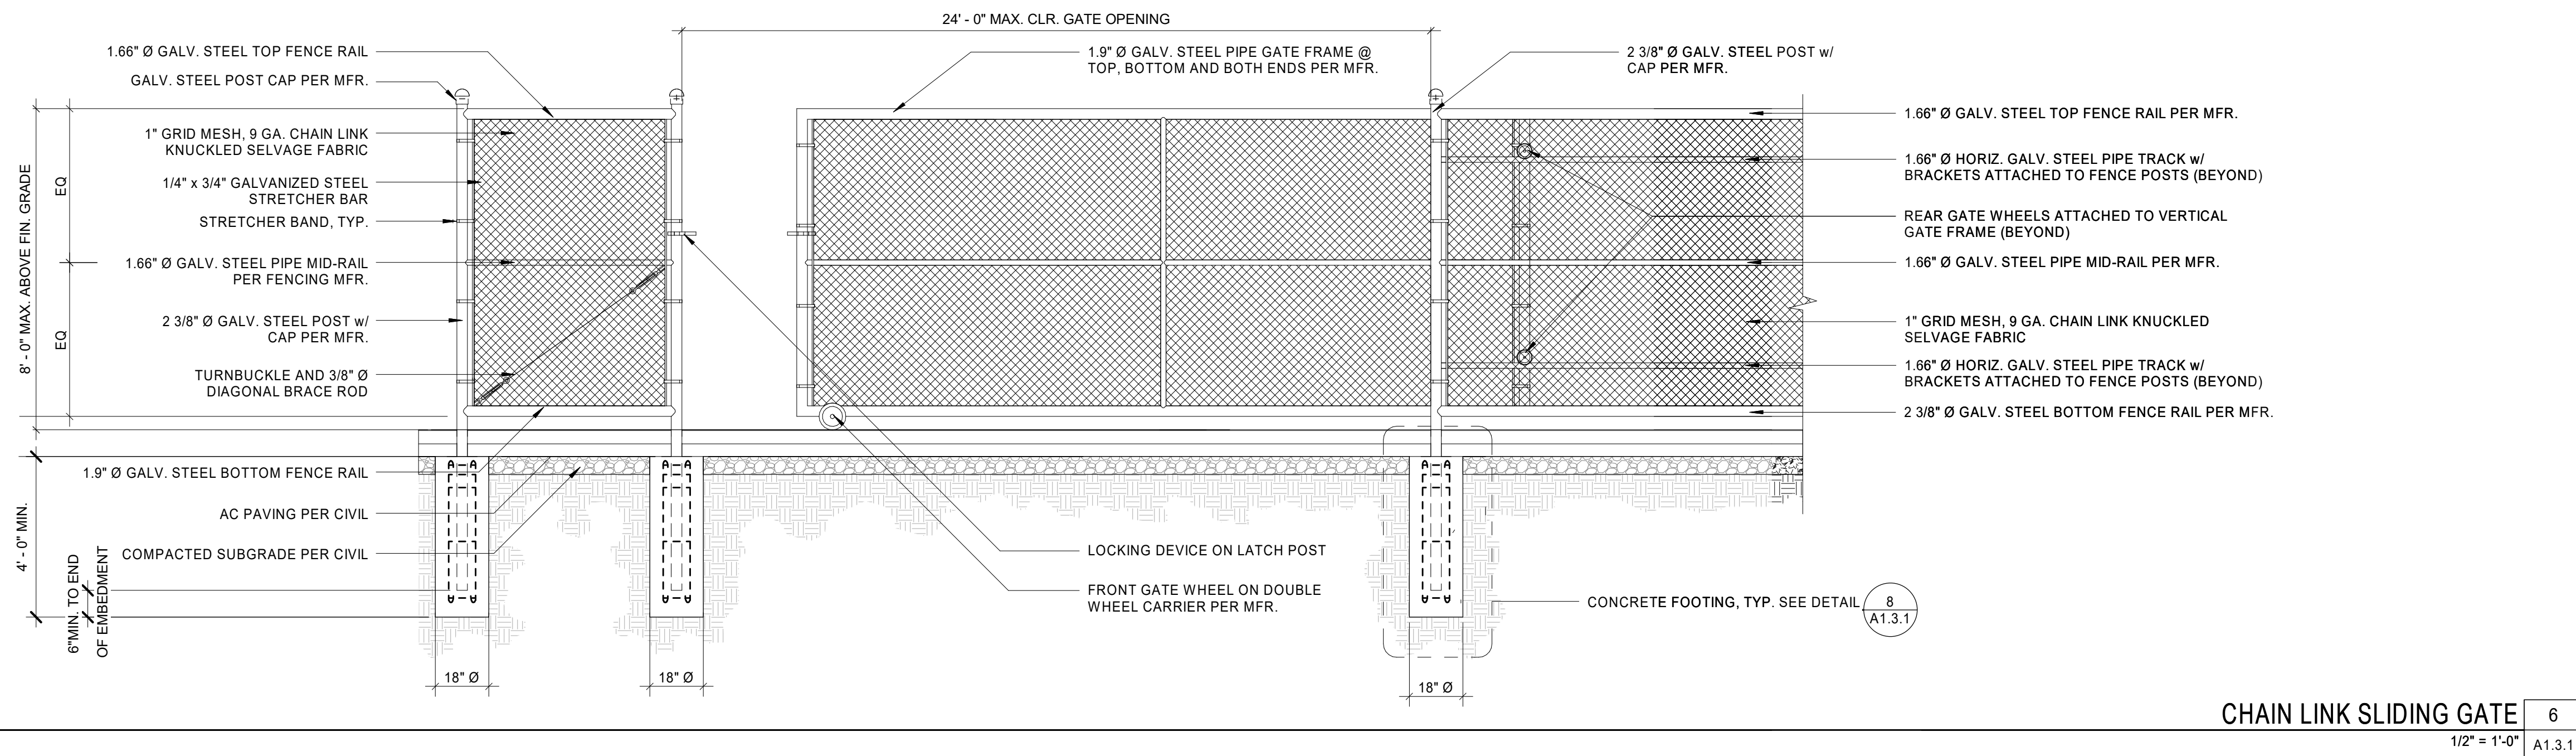 24' - 0" MAX. CLR. GATE OPENING
1.66" Ø GALV. STEEL TOP FENCE RAIL
GALV. STEEL POST CAP PER MFR.
1" GRID MESH, 9 GA. CHAIN LINK
KNUCKLED SELVAGE FABRIC
1/4" x 3/4" GALVANIZED STEEL
STRETCHER BAR
STRETCHER BAND, TYP.
1.66" Ø GALV. STEEL PIPE MID-RAIL
PER FENCING MFR.
2 3/8" Ø GALV. STEEL POST w/
CAP PER MFR.
TURNBUCKLE AND 3/8" Ø
DIAGONAL BRACE ROD
1.9" Ø GALV. STEEL BOTTOM FENCE RAIL
AC PAVING PER CIVIL
COMPACTED SUBGRADE PER CIVIL
8' - 0" MAX. ABOVE FIN. GRADE
EQ
EQ
4' - 0" MIN.
6"MIN. TO END
OF EMBEDMENT
18" Ø
18" Ø
18" Ø
1.9" Ø GALV. STEEL PIPE GATE FRAME @
TOP, BOTTOM AND BOTH ENDS PER MFR.
2 3/8" Ø GALV. STEEL POST w/
CAP PER MFR.
LOCKING DEVICE ON LATCH POST
FRONT GATE WHEEL ON DOUBLE
WHEEL CARRIER PER MFR.
1.66" Ø GALV. STEEL TOP FENCE RAIL PER MFR.
1.66" Ø HORIZ. GALV. STEEL PIPE TRACK w/
BRACKETS ATTACHED TO FENCE POSTS (BEYOND)
REAR GATE WHEELS ATTACHED TO VERTICAL
GATE FRAME (BEYOND)
1.66" Ø GALV. STEEL PIPE MID-RAIL PER MFR.
1" GRID MESH, 9 GA. CHAIN LINK KNUCKLED
SELVAGE FABRIC
1.66" Ø HORIZ. GALV. STEEL PIPE TRACK w/
BRACKETS ATTACHED TO FENCE POSTS (BEYOND)
2 3/8" Ø GALV. STEEL BOTTOM FENCE RAIL PER MFR.
CONCRETE FOOTING, TYP. SEE DETAIL
8
A1.3.1
CHAIN LINK SLIDING GATE
6
1/2" = 1'-0"
A1.3.1